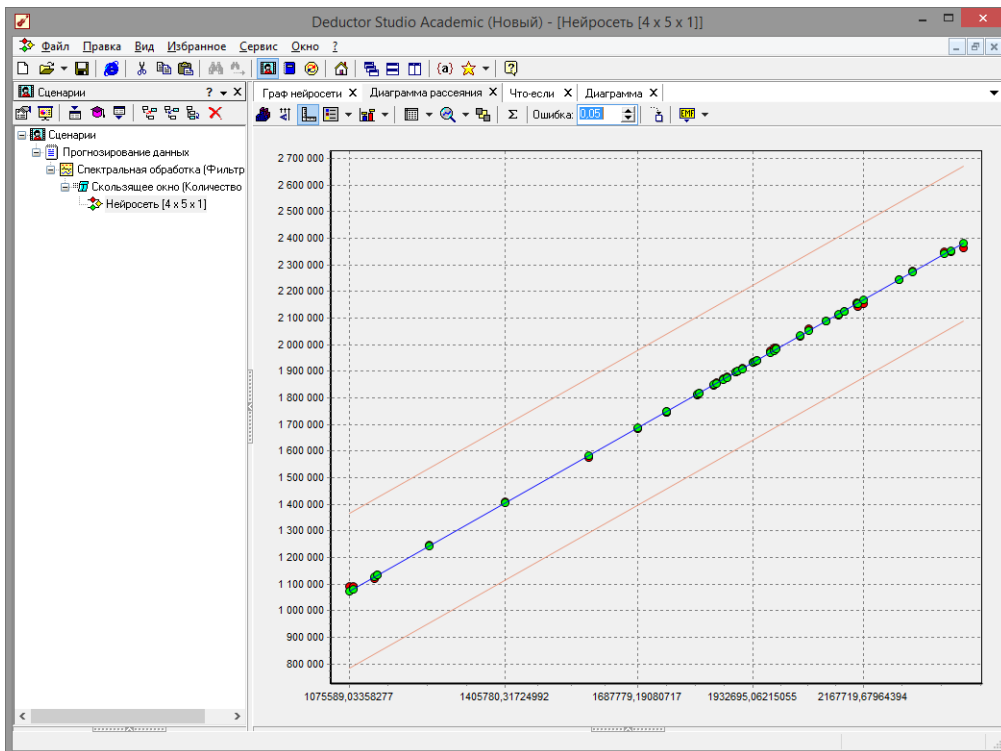 Deductor Studio Academic (Новый) - [Нейросеть [4 x 5 x 1]]
Файл Правка Вид Избранное Сервис Окно ?
Сценарии ?
Граф нейросети X Диаграмма рассеяния X Что-если X Диаграмма X
Σ Ошибка: 0,05 EMF
Сценарии
Прогнозирование данных
Спектральная обработка (Фильтр
Скользящее окно (Количество
Нейросеть [4 x 5 x 1]
2 700 000
2 600 000
2 500 000
2 400 000
2 300 000
2 200 000
2 100 000
2 000 000
1 900 000
1 800 000
1 700 000
1 600 000
1 500 000
1 400 000
1 300 000
1 200 000
1 100 000
1 000 000
900 000
800 000
1075589,03358277 1405780,31724992 1687779,19080717 1932695,06215055 2167719,67964394